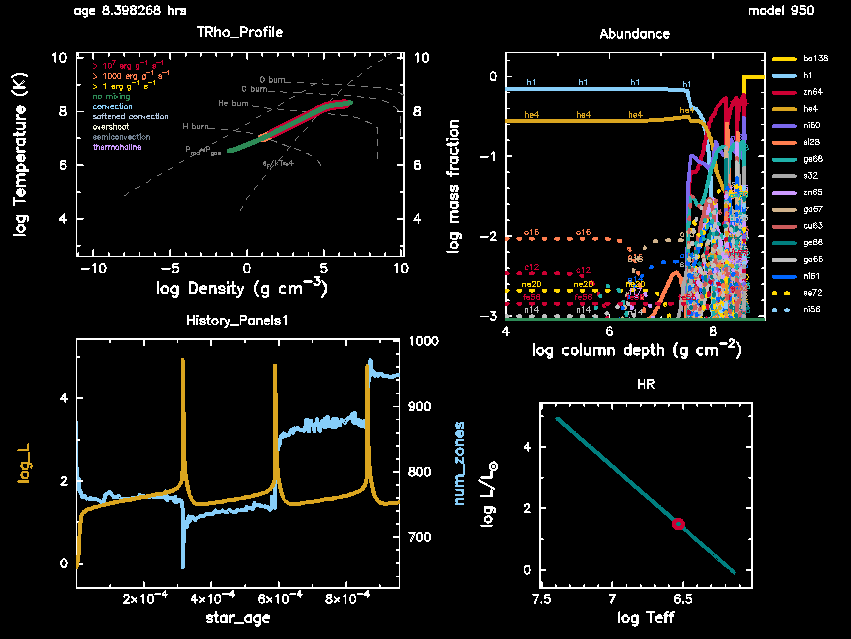 age 8.398268 hrs
model 950
TRho_Profile
> 10⁷ erg g⁻¹ s⁻¹
> 1000 erg g⁻¹ s⁻¹
> 1 erg g⁻¹ s⁻¹
no mixing
convection
softened convection
overshoot
semiconvection
thermohaline
O burn
C burn
He burn
H burn
10
8
6
4
10
8
6
4
−10
−5
0
5
10
log Temperature (K)
log Density (g cm⁻³)
Abundance
h1
h1
h1
h1
he4
he4
he4
he4
o16
o16
o16
c12
c12
ne20
ne20
ne20
fe56
fe56
n14
n14
0
−1
−2
−3
4
6
8
log mass fraction
log column depth (g cm⁻²)
ba138
h1
zn64
he4
ni60
si28
ge68
s32
zn65
ga67
cu63
ge66
ni61
se72
ni56
History_Panels1
4
2
0
1000
900
800
700
2×10⁻⁴
4×10⁻⁴
6×10⁻⁴
8×10⁻⁴
log_L
num_zones
star_age
HR
4
2
0
7.5
7
6.5
log L/L☉
log Teff